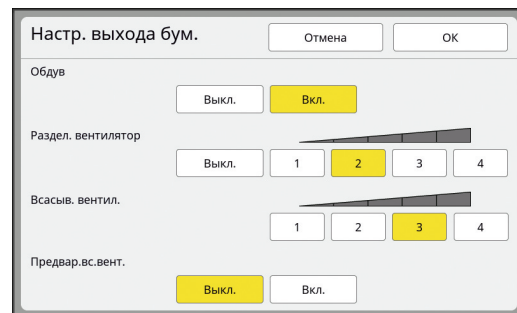 Настр. выхода бум. Отмена ОК
Обдув
Выкл. Вкл.
Раздел. вентилятор
Выкл. 1 2 3 4
Всасыв. вентил.
1 2 3 4
Предвар.вс.вент.
Выкл. Вкл.